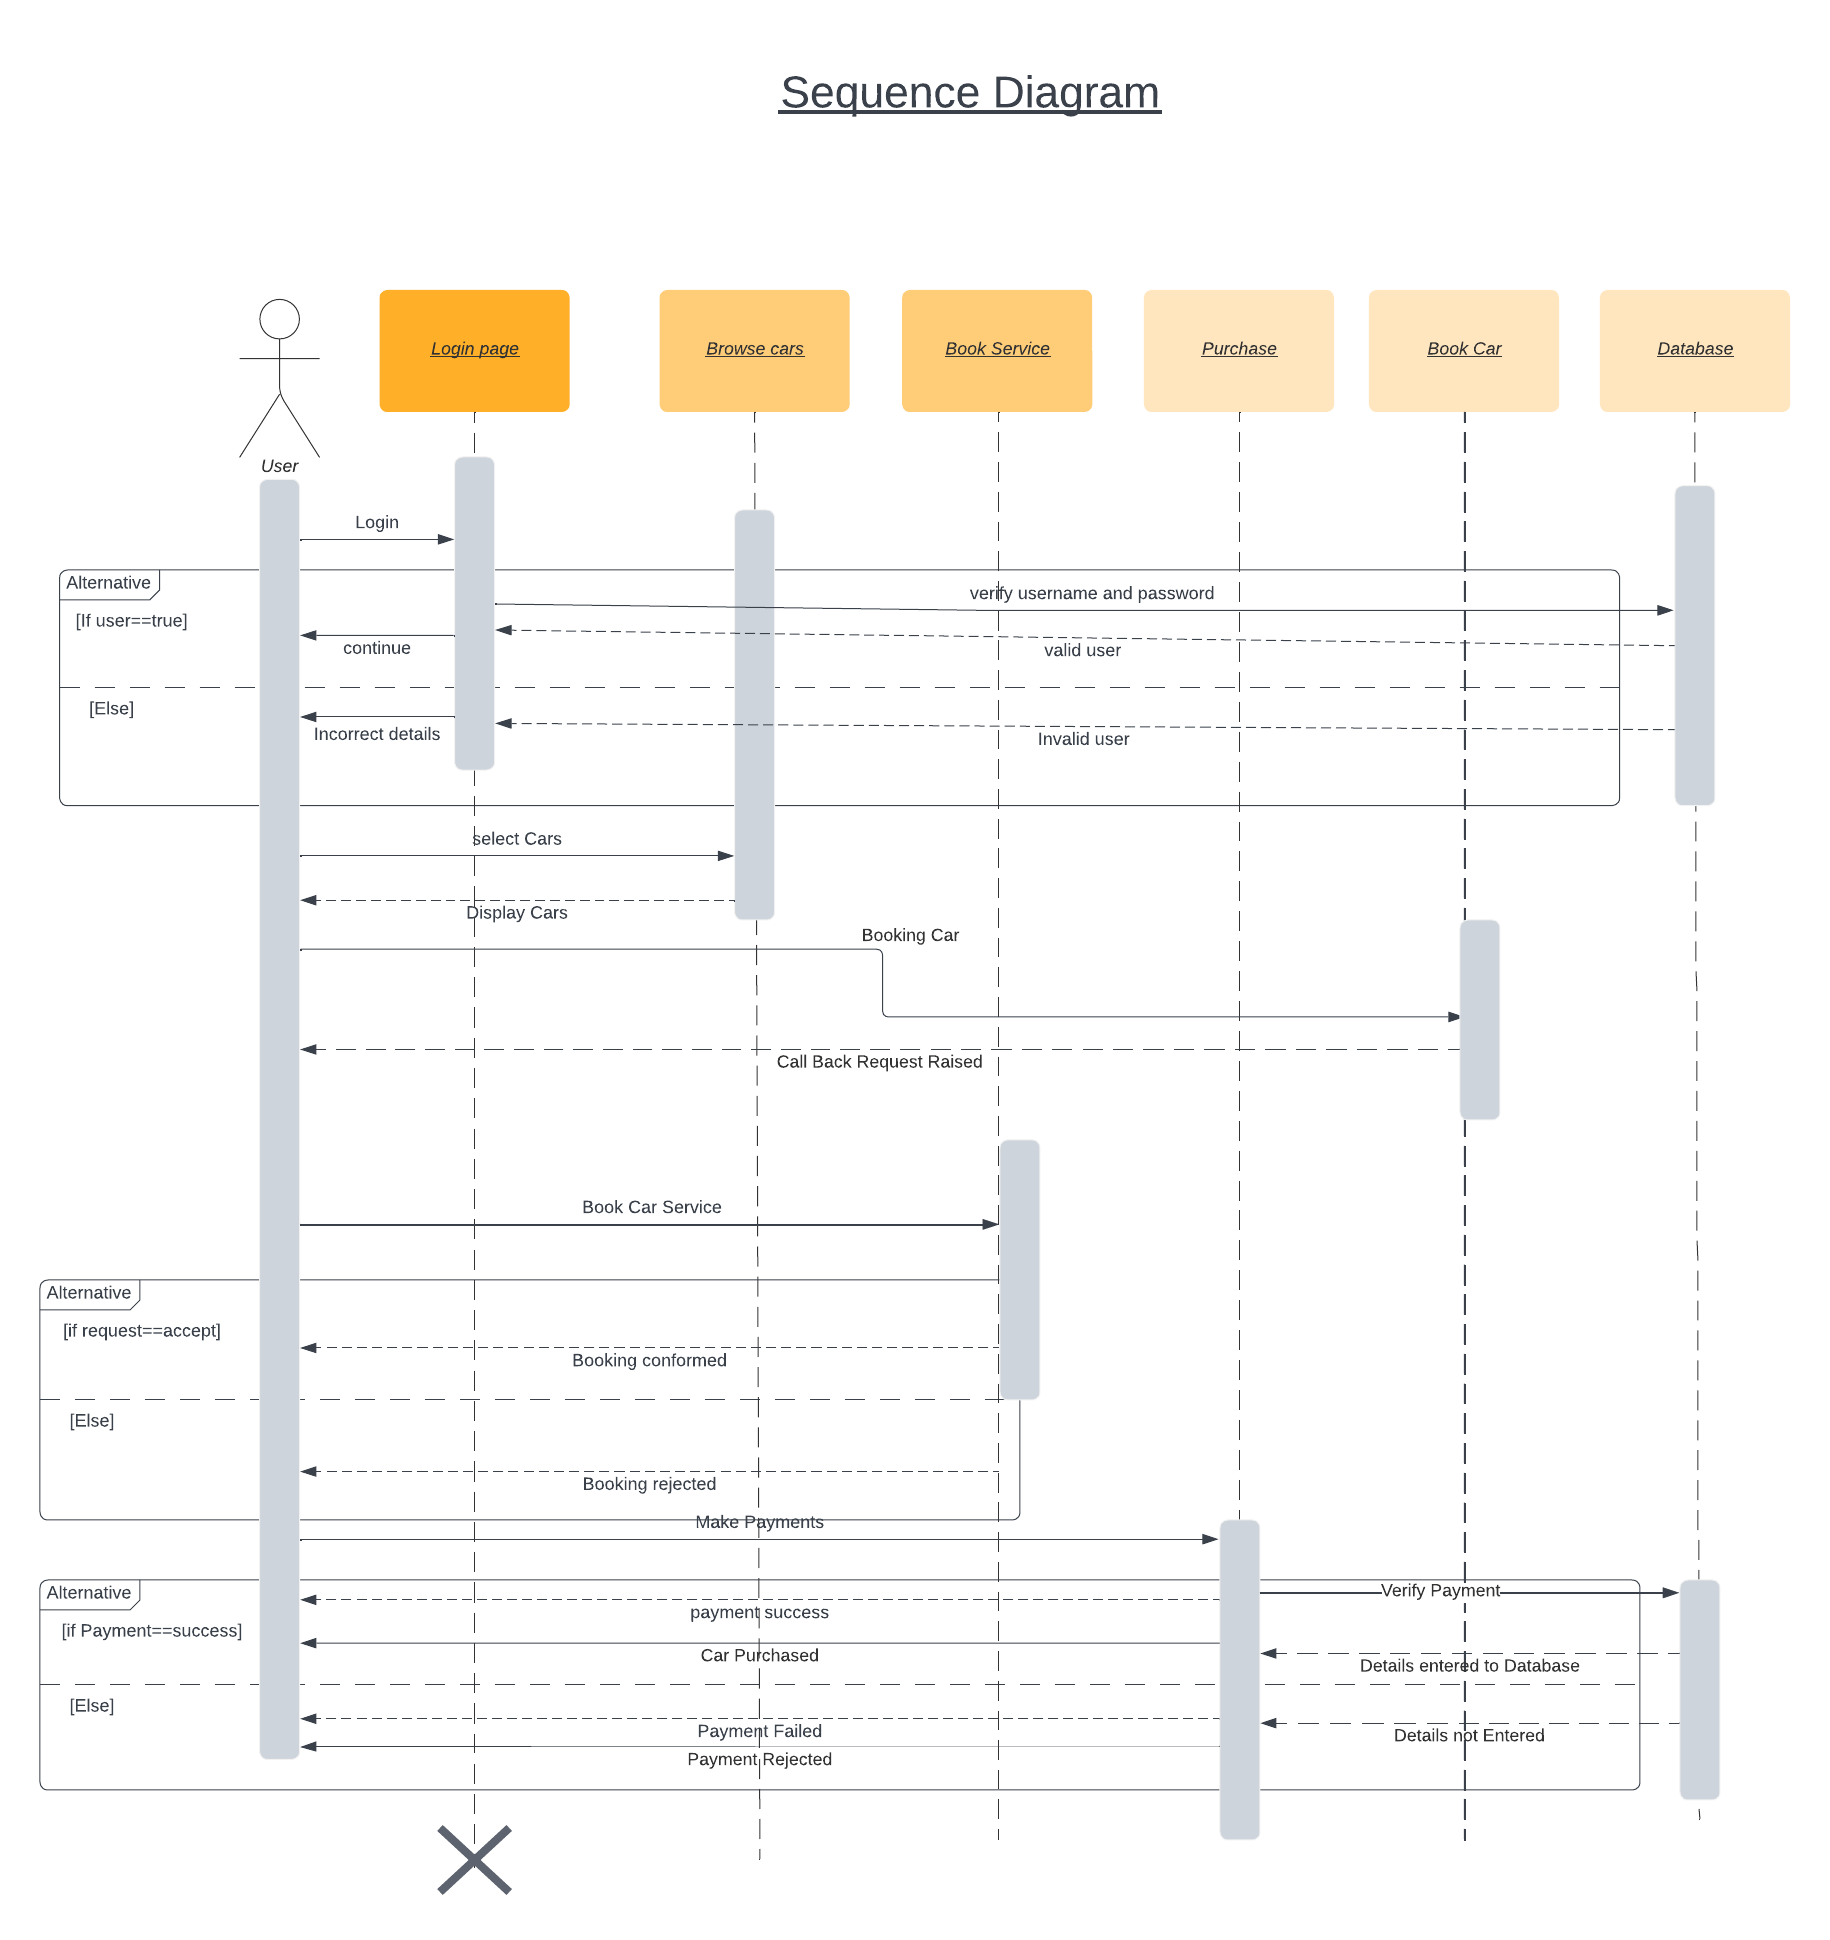 Sequence Diagram
Login page
Browse cars
Book Service
Purchase
Book Car
Database
User
Login
Alternative
verify username and password
[If user==true]
continue
valid user
[Else]
Incorrect details
Invalid user
select Cars
Display Cars
Booking Car
Call Back Request Raised
Book Car Service
Alternative
[if request==accept]
Booking conformed
[Else]
Booking rejected
Make Payments
Alternative
Verify Payment
payment success
[if Payment==success]
Car Purchased
Details entered to Database
[Else]
Payment Failed
Details not Entered
Payment Rejected